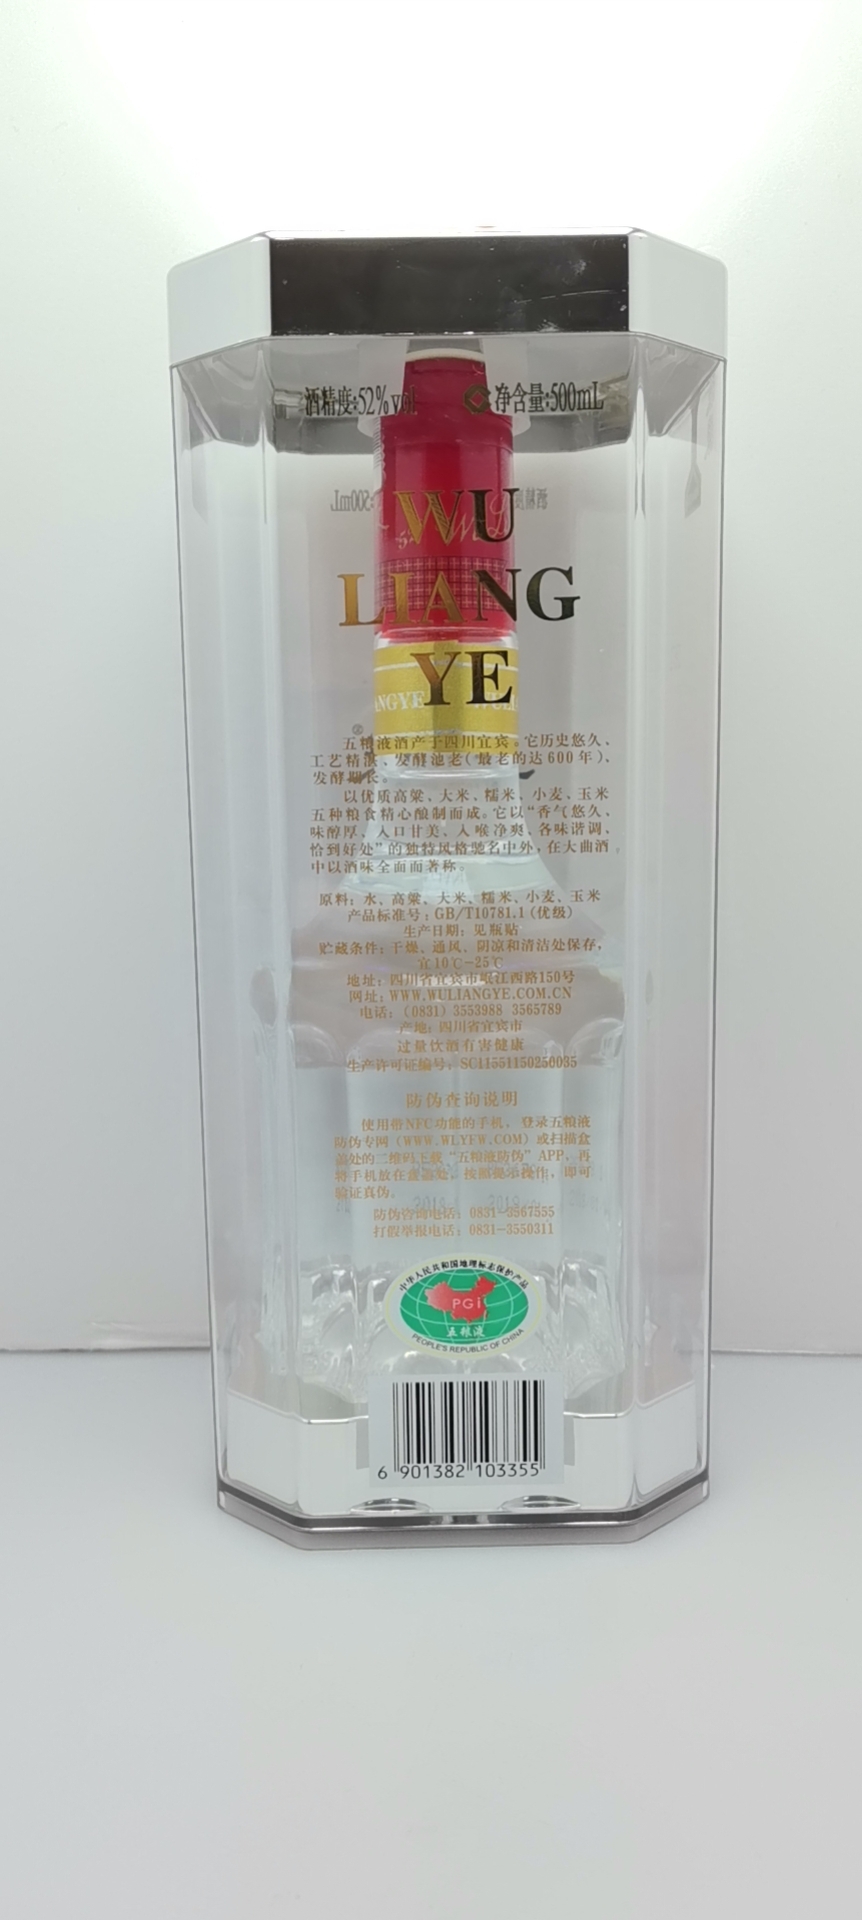 酒精度:52%vol 净含量:500mL
WU
LIANG
YE
五粮液酒产于四川宜宾。它历史悠久、
工艺精湛、发酵池老(最老的达600年)、
发酵期长。
以优质高粱、大米、糯米、小麦、玉米
五种粮食精心酿制而成。它以“香气悠久、
味醇厚、入口甘美、入喉净爽、各味谐调、
恰到好处”的独特风格驰名中外,在大曲酒
中以酒味全面而著称。
原料: 水、高粱、大米、糯米、小麦、玉米
产品标准号: GB/T10781.1 (优级)
生产日期: 见瓶贴
贮藏条件: 干燥、通风、阴凉和清洁处保存,
宜10℃-25℃
地址: 四川省宜宾市岷江西路150号
网址: WWW.WULIANGYE.COM.CN
电话: (0831) 3553988 3565789
产地: 四川省宜宾市
过量饮酒有害健康
生产许可证编号: SC11551150250035
防伪查询说明
使用带NFC功能的手机, 登录五粮液
防伪专网 (WWW.WLYFW.COM) 或扫描盒
盖处的二维码下载“五粮液防伪”APP, 再
将手机放在盒盖处, 按照提示操作, 即可
验证真伪。
防伪咨询电话: 0831-3567555
打假举报电话: 0831-3550311
中华人民共和国地理标志保护产品
PGI
五粮液
PEOPLE'S REPUBLIC OF CHINA
6 901382 103355